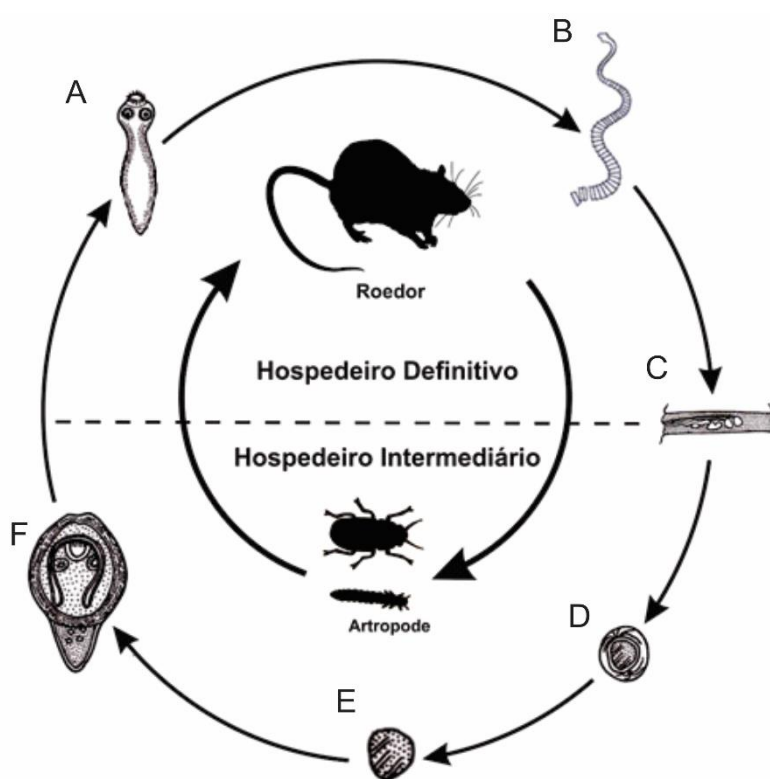 B
A
Roedor
Hospedeiro Definitivo
C
Hospedeiro Intermediário
F
Artropode
D
E